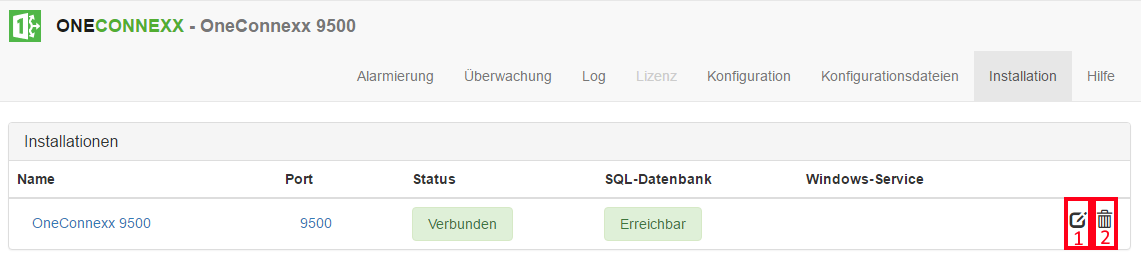 ONECONNEXX - OneConnexx 9500
Alarmierung Überwachung Log Lizenz Konfiguration Konfigurationsdateien Installation Hilfe
Installationen
Name Port Status SQL-Datenbank Windows-Service
OneConnexx 9500 9500 Verbunden Erreichbar 1 2